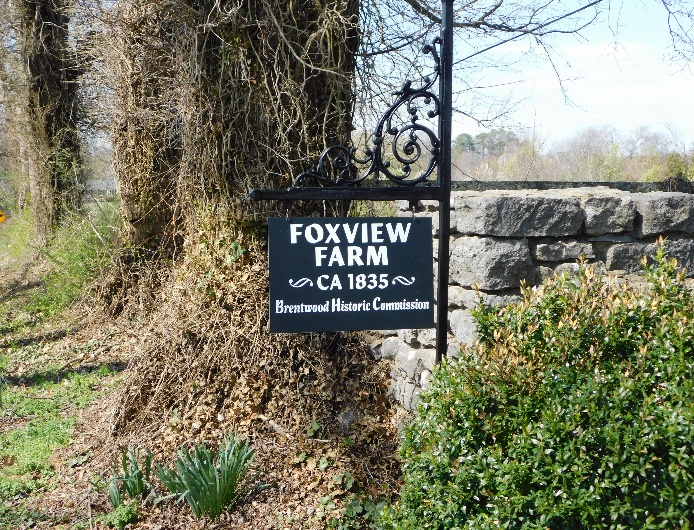 FOXVIEW
FARM
CA 1835
Brentwood Historic Commission